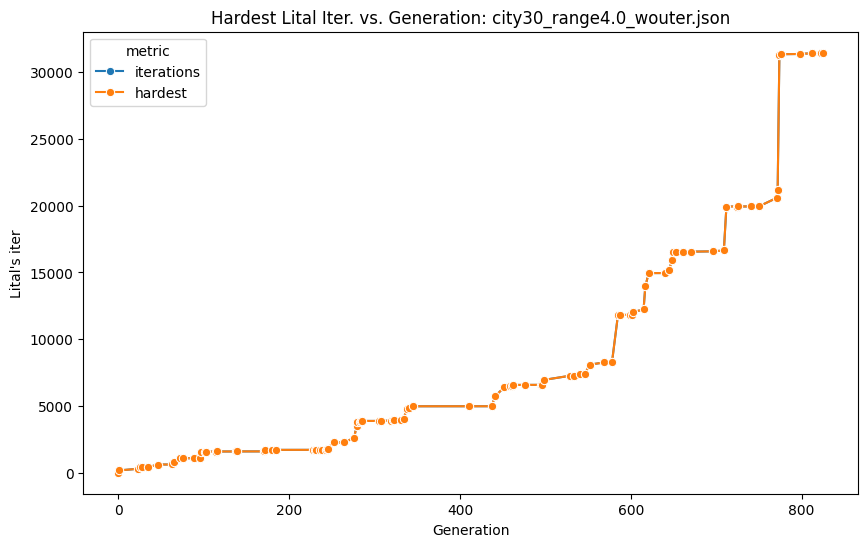 Hardest Lital Iter. vs. Generation: city30_range4.0_wouter.json
metric
iterations
hardest
30000
25000
20000
15000
10000
5000
0
Lital's iter
0 200 400 600 800
Generation